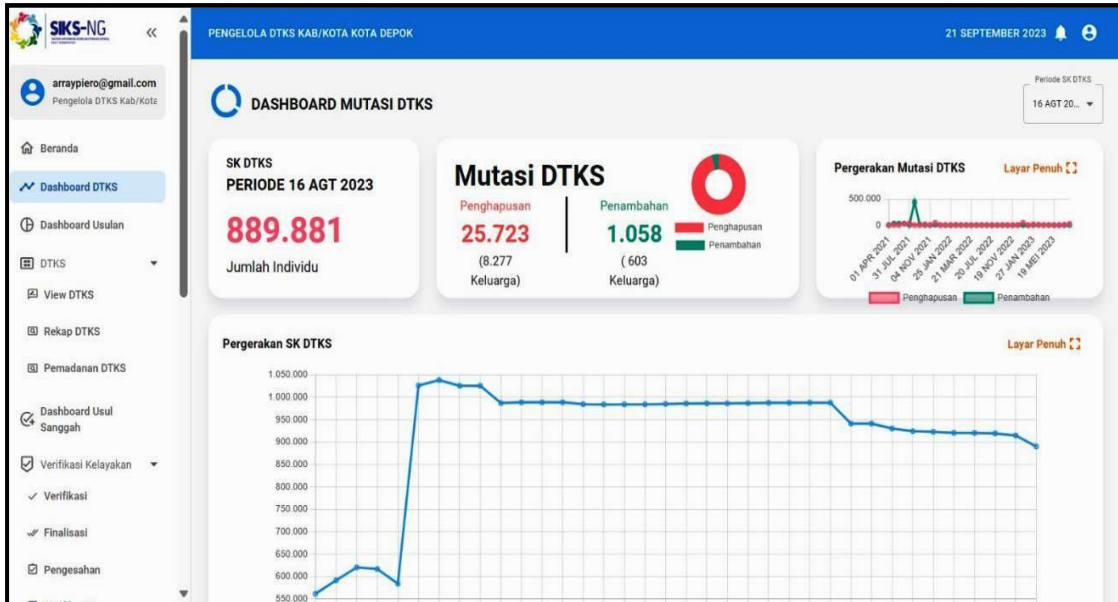 SIKS-NG
«
PENGELOLA DTKS KAB/KOTA KOTA DEPOK
21 SEPTEMBER 2023
arraypiero@gmail.com
Pengelola DTKS Kab/Kota
Beranda
Dashboard DTKS
Dashboard Usulan
DTKS
View DTKS
Rekap DTKS
Pemadanan DTKS
Dashboard Usul
Sanggah
Verifikasi Kelayakan
Verifikasi
Finalisasi
Pengesahan
DASHBOARD MUTASI DTKS
Periode SK DTKS
16 AGT 20...
SK DTKS
PERIODE 16 AGT 2023
889.881
Jumlah Individu
Mutasi DTKS
Penghapusan
25.723
(8.277
Keluarga)
Penambahan
1.058
( 603
Keluarga)
Penghapusan
Penambahan
Pergerakan Mutasi DTKS
Layar Penuh
500.000
0
01 APR 2021
31 JUL 2021
04 NOV 2021
25 JAN 2022
21 MAR 2022
20 JUL 2022
19 NOV 2022
27 JAN 2023
19 MEI 2023
Penghapusan
Penambahan
Pergerakan SK DTKS
Layar Penuh
1.050.000
1.000.000
950.000
900.000
850.000
800.000
750.000
700.000
650.000
600.000
550.000